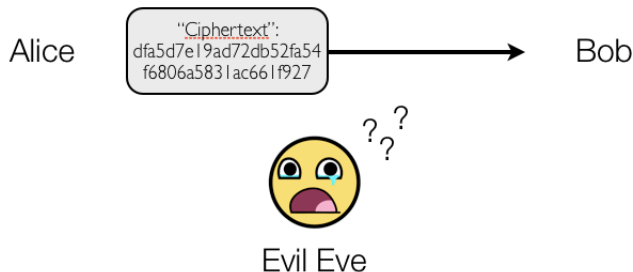 Alice
“Ciphertext”:
dfa5d7e19ad72db52fa54
f6806a5831ac661f927
Bob
? ? ?
Evil Eve